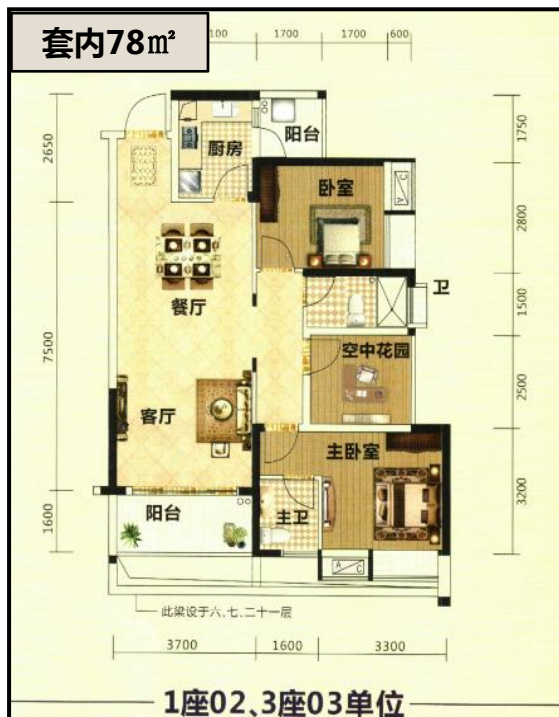 套内78㎡
100
1700
1700
600
2650
7500
1600
1750
2800
1500
2500
3200
厨房
阳台
卧室
C
A
餐厅
卫
空中花园
客厅
主卧室
阳台
主卫
A
C
此梁设于六、七、二十一层
3700
1600
3300
1座02、3座03单位